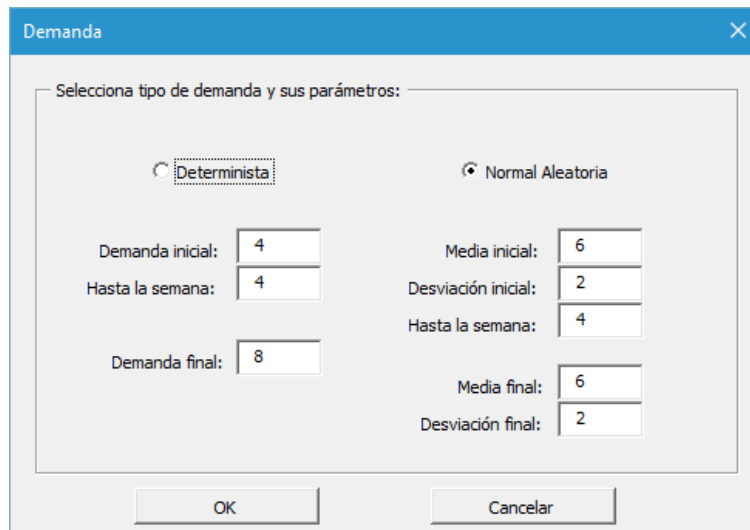 Demanda
Selecciona tipo de demanda y sus parámetros:
Determinista
Normal Aleatoria
Demanda inicial: 4
Hasta la semana: 4
Demanda final: 8
Media inicial: 6
Desviación inicial: 2
Hasta la semana: 4
Media final: 6
Desviación final: 2
OK
Cancelar